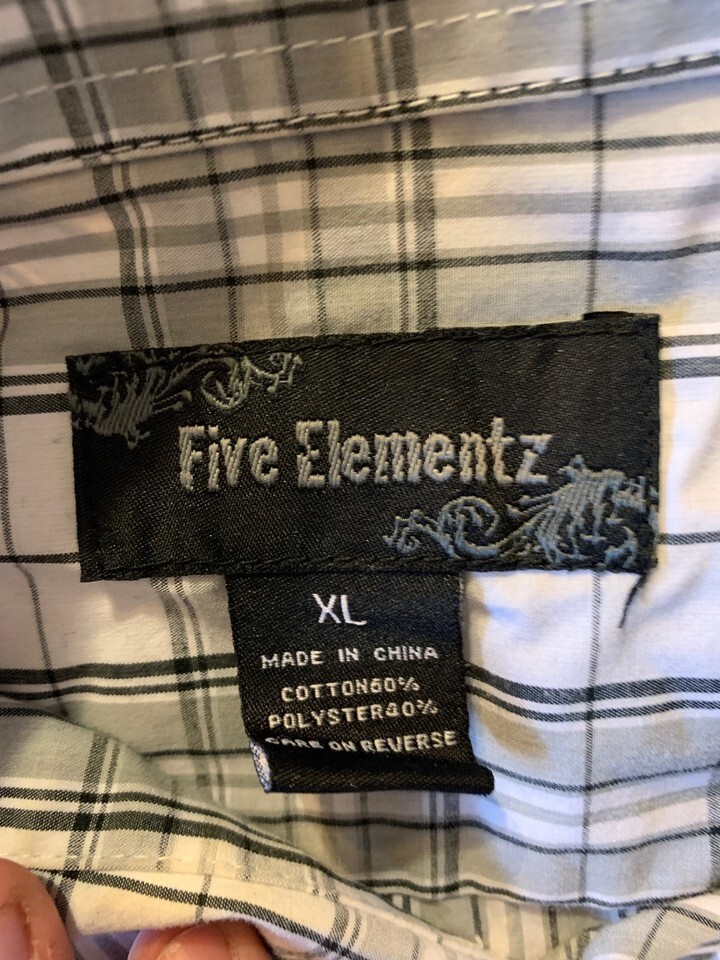 Five Elementz
XL
MADE IN CHINA
COTTON60%
POLYSTER40%
CARE ON REVERSE